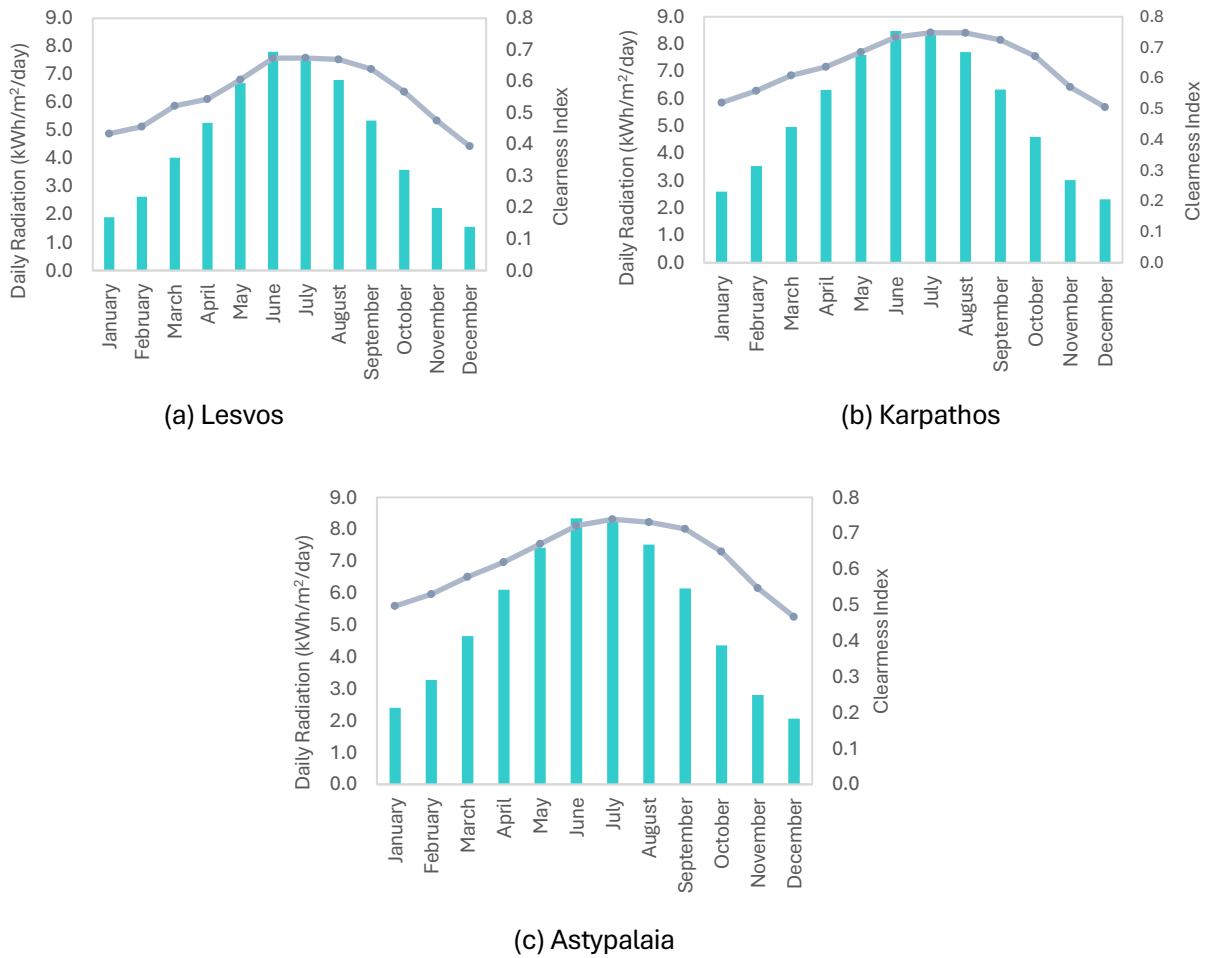 Daily Radiation (kWh/m²/day)
9.0
8.0
7.0
6.0
5.0
4.0
3.0
2.0
1.0
0.0
0.8
0.7
0.6
0.5
0.4
0.3
0.2
0.1
0.0
Clearness Index
January
February
March
April
May
June
July
August
September
October
November
December
(a) Lesvos
Daily Radiation (kWh/m²/day)
9.0
8.0
7.0
6.0
5.0
4.0
3.0
2.0
1.0
0.0
0.8
0.7
0.6
0.5
0.4
0.3
0.2
0.1
0.0
Clearness Index
January
February
March
April
May
June
July
August
September
October
November
December
(b) Karpathos
Daily Radiation (kWh/m²/day)
9.0
8.0
7.0
6.0
5.0
4.0
3.0
2.0
1.0
0.0
0.8
0.7
0.6
0.5
0.4
0.3
0.2
0.1
0.0
Clearmess Index
January
February
March
April
May
June
July
August
September
October
November
December
(c) Astypalaia